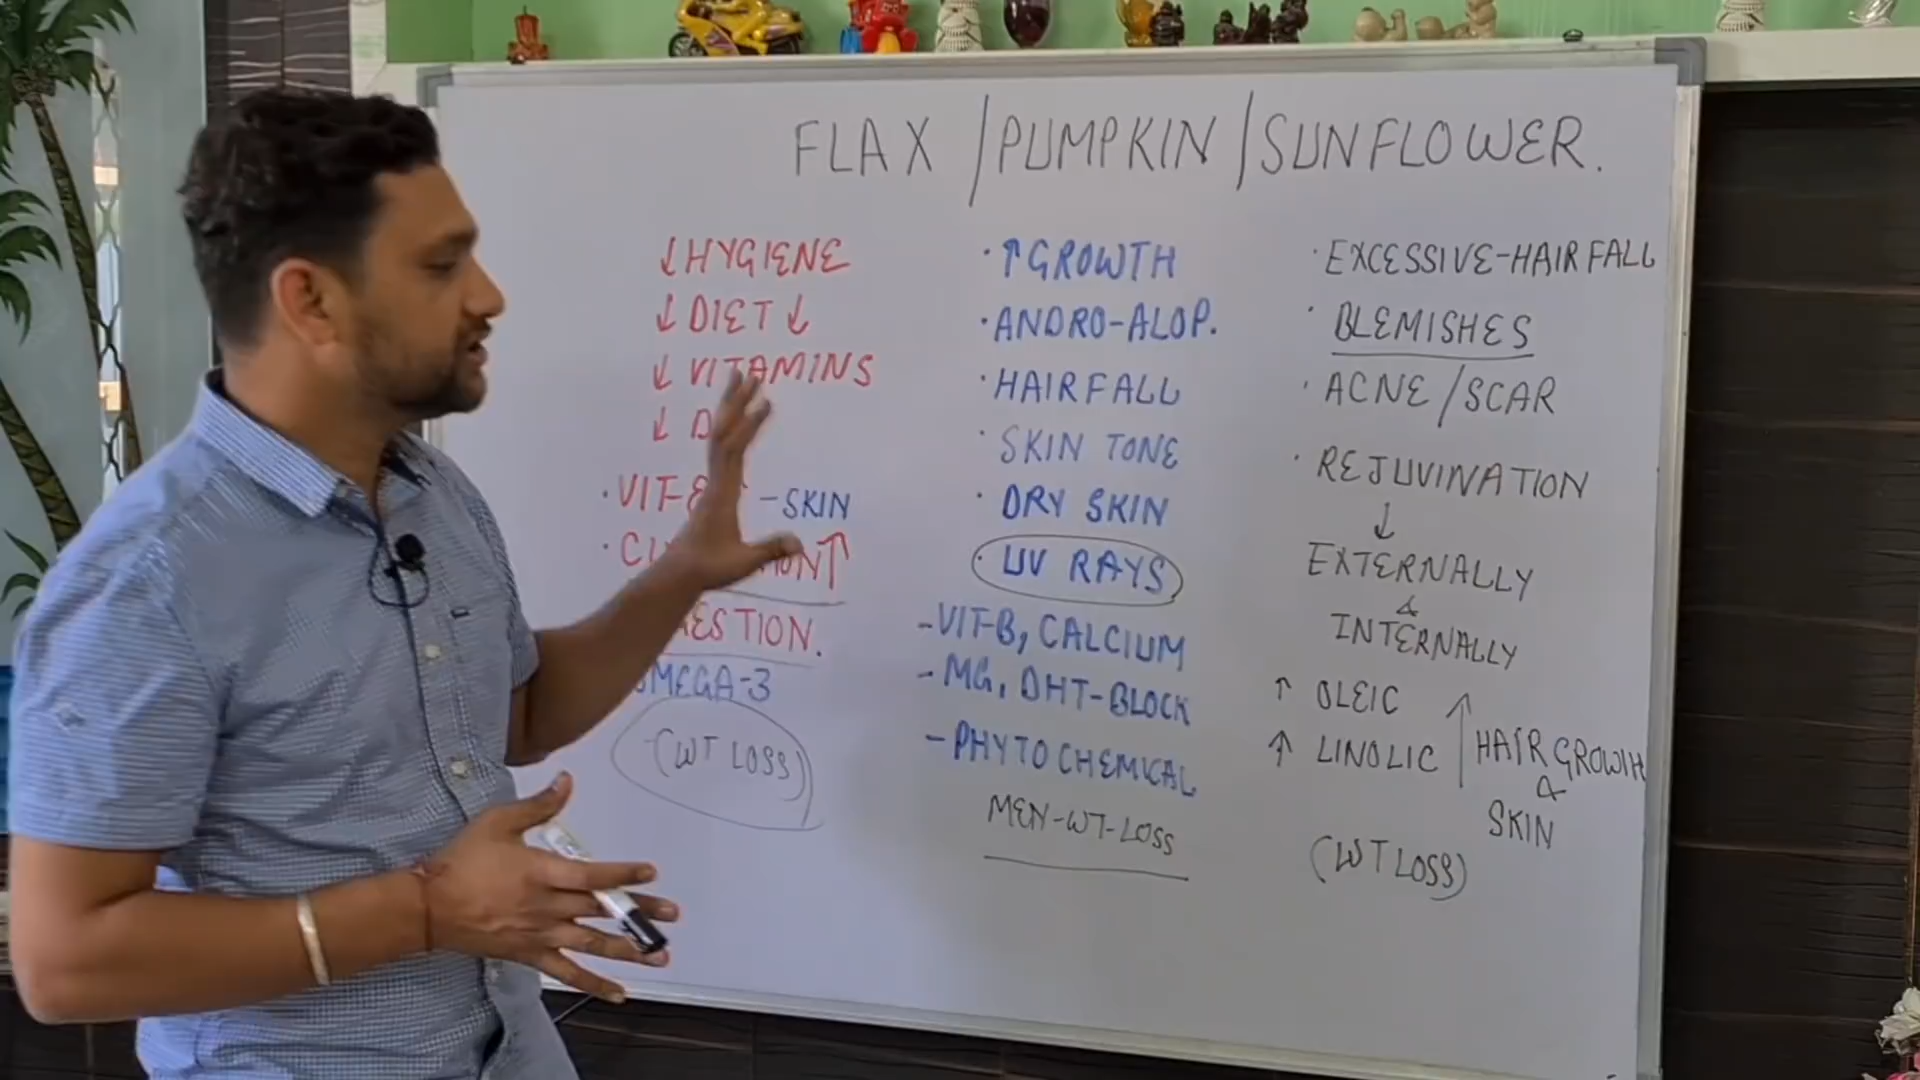 FLAX / PUMPKIN / SUNFLOWER.
↓ HYGIENE
↓ DIET ↓
↓ VITAMINS
↓
- SKIN
OMEGA-3
(WT LOSS)
· ↑ GROWTH
· ANDRO-ALOP.
· HAIRFALL
· SKIN TONE
· DRY SKIN
· UV RAYS
- VIT-B, CALCIUM
- MG, DHT-BLOCK
- PHYTOCHEMICAL
MEN-WT-LOSS
· EXCESSIVE-HAIRFALL
· BLEMISHES
· ACNE / SCAR
· REJUVINATION
↓
EXTERNALLY
&
INTERNALLY
↑ OLEIC
↑ LINOLIC
↑ HAIR GROWTH
&
SKIN
(WT LOSS)